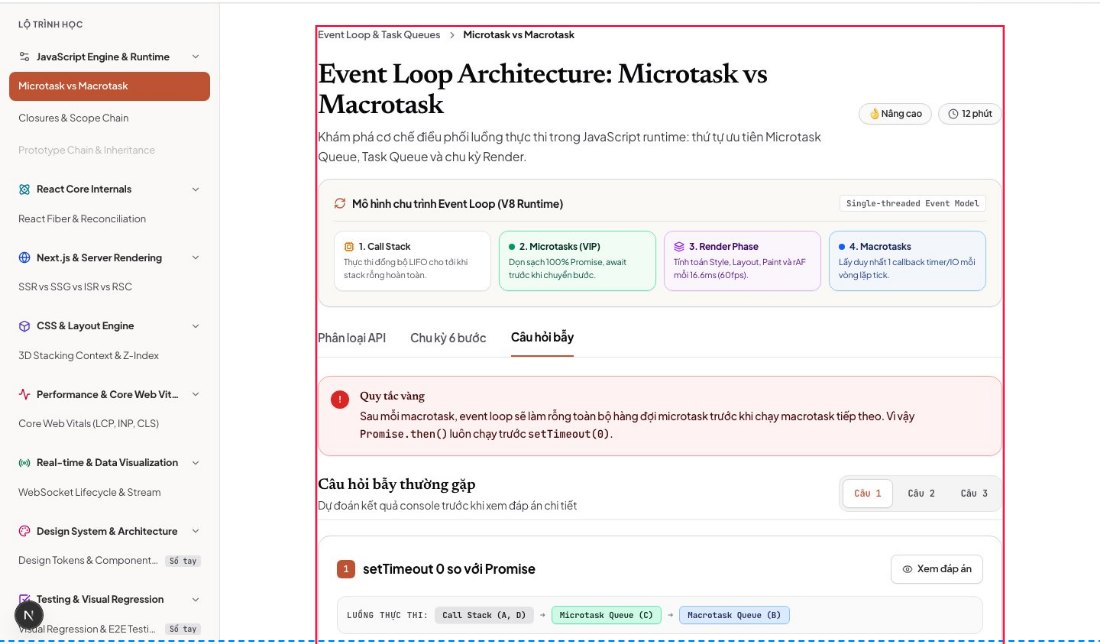 LỘ TRÌNH HỌC
JavaScript Engine & Runtime
Microtask vs Macrotask
Closures & Scope Chain
Prototype Chain & Inheritance
React Core Internals
React Fiber & Reconciliation
Next.js & Server Rendering
SSR vs SSG vs ISR vs RSC
CSS & Layout Engine
3D Stacking Context & Z-Index
Performance & Core Web Vit...
Core Web Vitals (LCP, INP, CLS)
Real-time & Data Visualization
WebSocket Lifecycle & Stream
Design System & Architecture
Design Tokens & Component... Sổ tay
Testing & Visual Regression
N
Visual Regression & E2E Testi... Sổ tay
Event Loop & Task Queues > Microtask vs Macrotask
Event Loop Architecture: Microtask vs
Macrotask
👌 Nâng cao
12 phút
Khám phá cơ chế điều phối luồng thực thi trong JavaScript runtime: thứ tự ưu tiên Microtask
Queue, Task Queue và chu kỳ Render.
Mô hình chu trình Event Loop (V8 Runtime)
Single-threaded Event Model
1. Call Stack
Thực thi đồng bộ LIFO cho tới khi
stack rỗng hoàn toàn.
2. Microtasks (VIP)
Dọn sạch 100% Promise, await
trước khi chuyển bước.
3. Render Phase
Tính toán Style, Layout, Paint và rAF
mỗi 16.6ms (60fps).
4. Macrotasks
Lấy duy nhất 1 callback timer/IO mỗi
vòng lặp tick.
Phân loại API
Chu kỳ 6 bước
Câu hỏi bẫy
Quy tắc vàng
Sau mỗi macrotask, event loop sẽ làm rỗng toàn bộ hàng đợi microtask trước khi chạy macrotask tiếp theo. Vì vậy
Promise.then() luôn chạy trước setTimeout(0).
Câu hỏi bẫy thường gặp
Dự đoán kết quả console trước khi xem đáp án chi tiết
Câu 1
Câu 2
Câu 3
1 setTimeout 0 so với Promise
Xem đáp án
LUỒNG THỰC THI: Call Stack (A, D) → Microtask Queue (C) → Macrotask Queue (B)